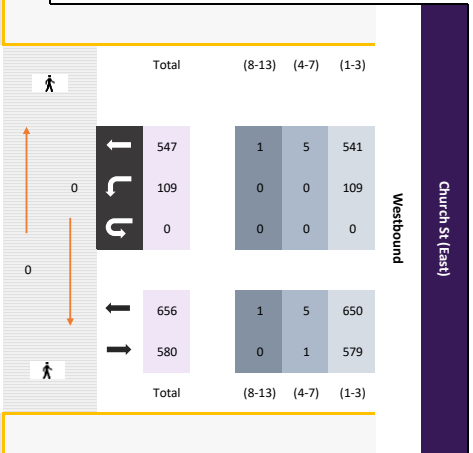 Total (8-13) (4-7) (1-3)
547 1 5 541
0 109 0 0 109
0 0 0 0
0
656 1 5 650
580 0 1 579
Total (8-13) (4-7) (1-3)
Westbound
Church St (East)